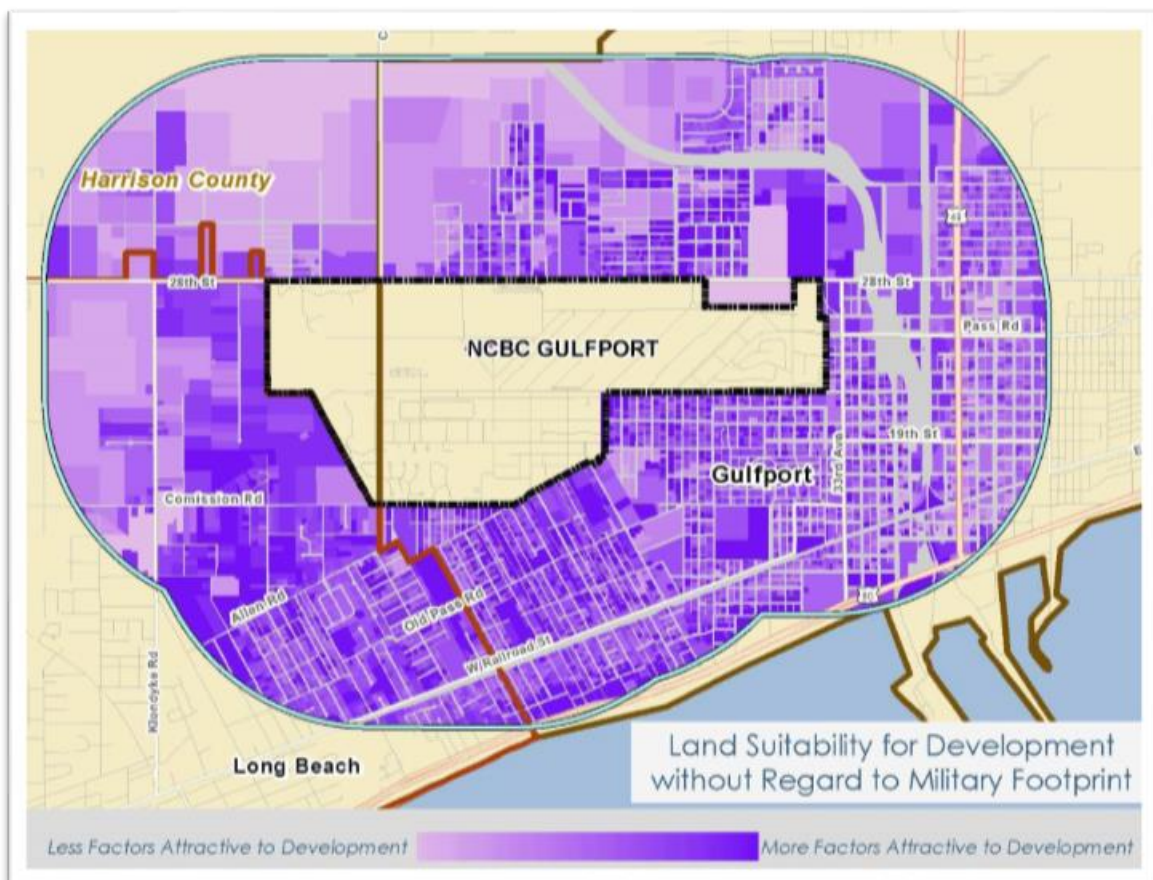 Harrison County
28th St
28th St
49
NCBC GULFPORT
Pass Rd
19th St
Gulfport
33rd Ave
Comission Rd
Allen Rd
Old Pass Rd
90
W Railroad St
Klondyke Rd
Long Beach
Land Suitability for Development
without Regard to Military Footprint
Less Factors Attractive to Development
More Factors Attractive to Development